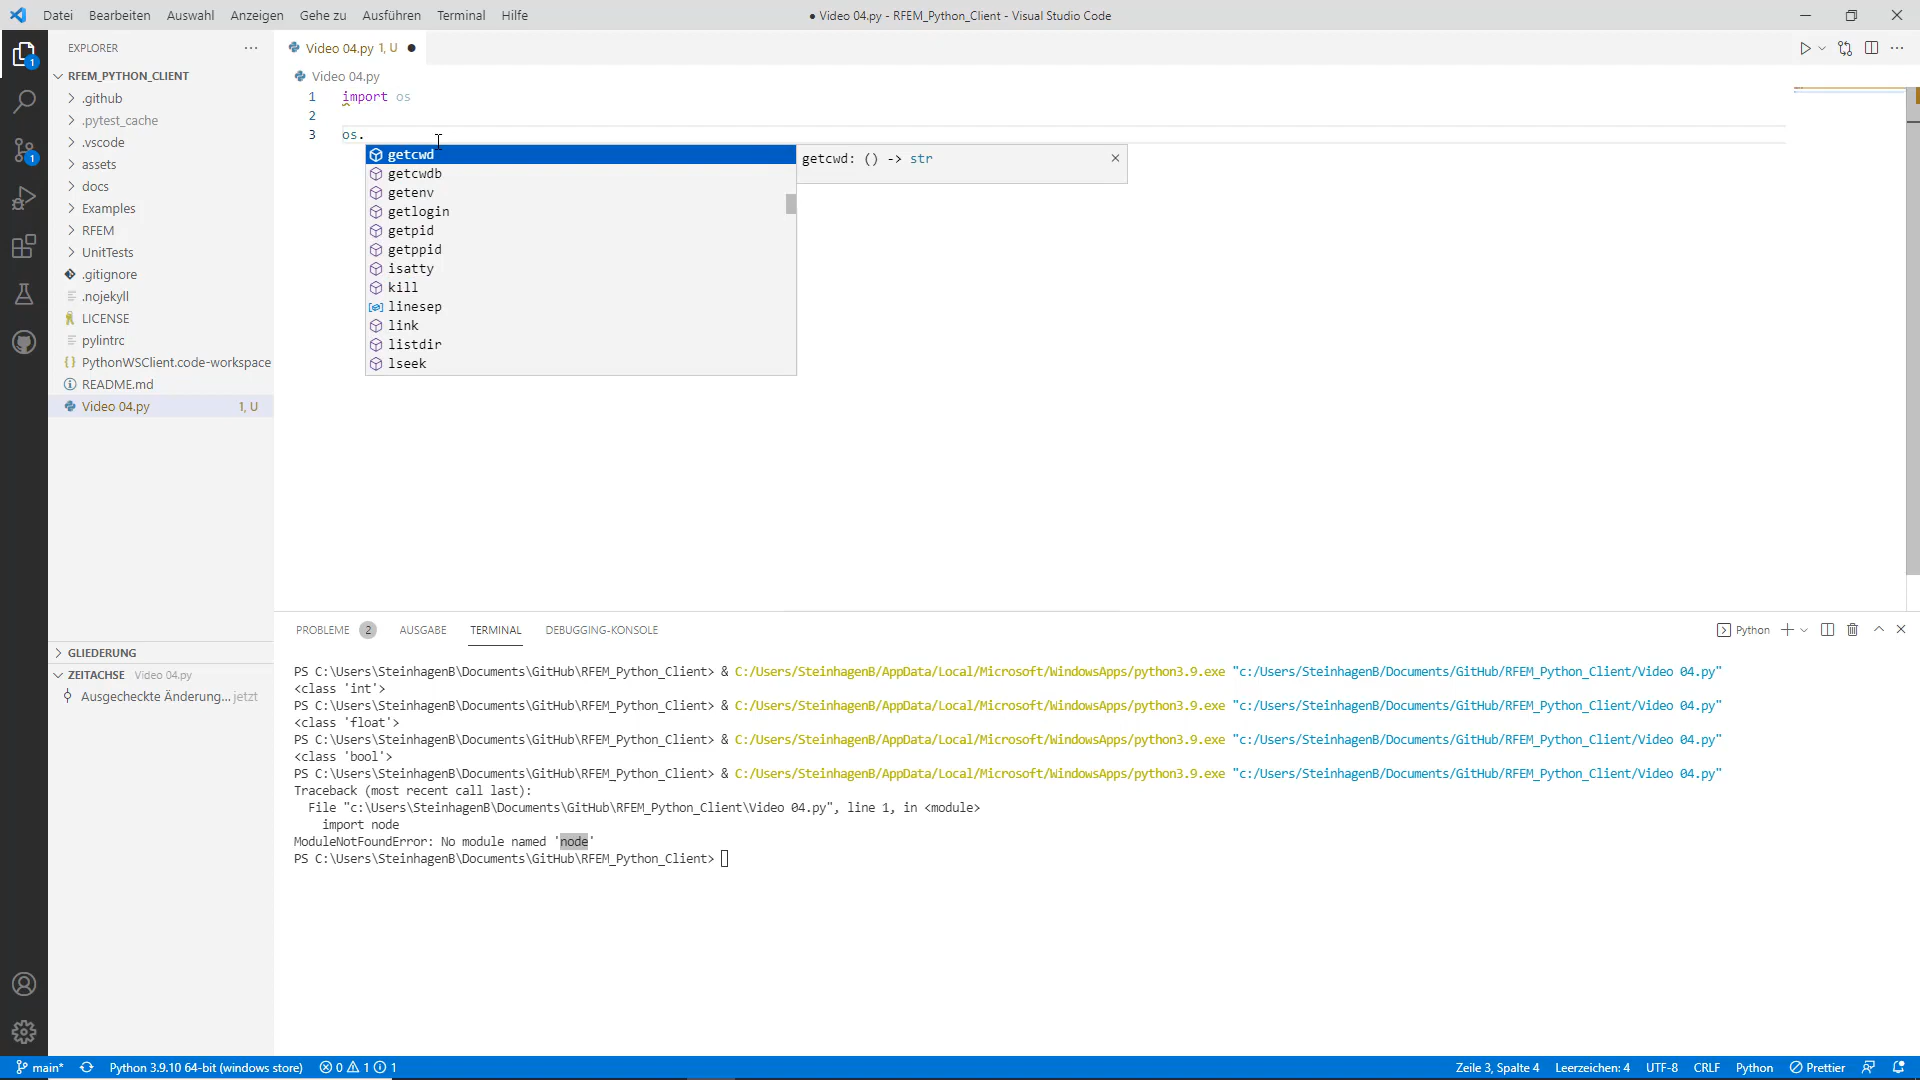 Datei Bearbeiten Auswahl Anzeigen Gehe zu Ausführen Terminal Hilfe
● Video 04.py - RFEM_Python_Client - Visual Studio Code
EXPLORER
RFEM_PYTHON_CLIENT
.github
.pytest_cache
.vscode
assets
docs
Examples
RFEM
UnitTests
.gitignore
.nojekyll
LICENSE
pylintrc
PythonWSClient.code-workspace
README.md
Video 04.py 1, U
GLIEDERUNG
ZEITACHSE Video 04.py
Ausgecheckte Änderung... jetzt
1
1
Video 04.py 1, U ●
Video 04.py
1 import os
2
3 os.
getcwd
getcwdb
getenv
getlogin
getpid
getppid
isatty
kill
linesep
link
listdir
lseek
getcwd: () -> str
PROBLEME 2 AUSGABE TERMINAL DEBUGGING-KONSOLE
Python
PS C:\Users\SteinhagenB\Documents\GitHub\RFEM_Python_Client> & C:/Users/SteinhagenB/AppData/Local/Microsoft/WindowsApps/python3.9.exe "c:/Users/SteinhagenB/Documents/GitHub/RFEM_Python_Client/Video 04.py"
<class 'int'>
PS C:\Users\SteinhagenB\Documents\GitHub\RFEM_Python_Client> & C:/Users/SteinhagenB/AppData/Local/Microsoft/WindowsApps/python3.9.exe "c:/Users/SteinhagenB/Documents/GitHub/RFEM_Python_Client/Video 04.py"
<class 'float'>
PS C:\Users\SteinhagenB\Documents\GitHub\RFEM_Python_Client> & C:/Users/SteinhagenB/AppData/Local/Microsoft/WindowsApps/python3.9.exe "c:/Users/SteinhagenB/Documents/GitHub/RFEM_Python_Client/Video 04.py"
<class 'bool'>
PS C:\Users\SteinhagenB\Documents\GitHub\RFEM_Python_Client> & C:/Users/SteinhagenB/AppData/Local/Microsoft/WindowsApps/python3.9.exe "c:/Users/SteinhagenB/Documents/GitHub/RFEM_Python_Client/Video 04.py"
Traceback (most recent call last):
File "c:\Users\SteinhagenB\Documents\GitHub\RFEM_Python_Client\Video 04.py", line 1, in <module>
import node
ModuleNotFoundError: No module named 'node'
PS C:\Users\SteinhagenB\Documents\GitHub\RFEM_Python_Client>
main* Python 3.9.10 64-bit (windows store) 0 1 1
Zeile 3, Spalte 4 Leerzeichen: 4 UTF-8 CRLF Python Prettier